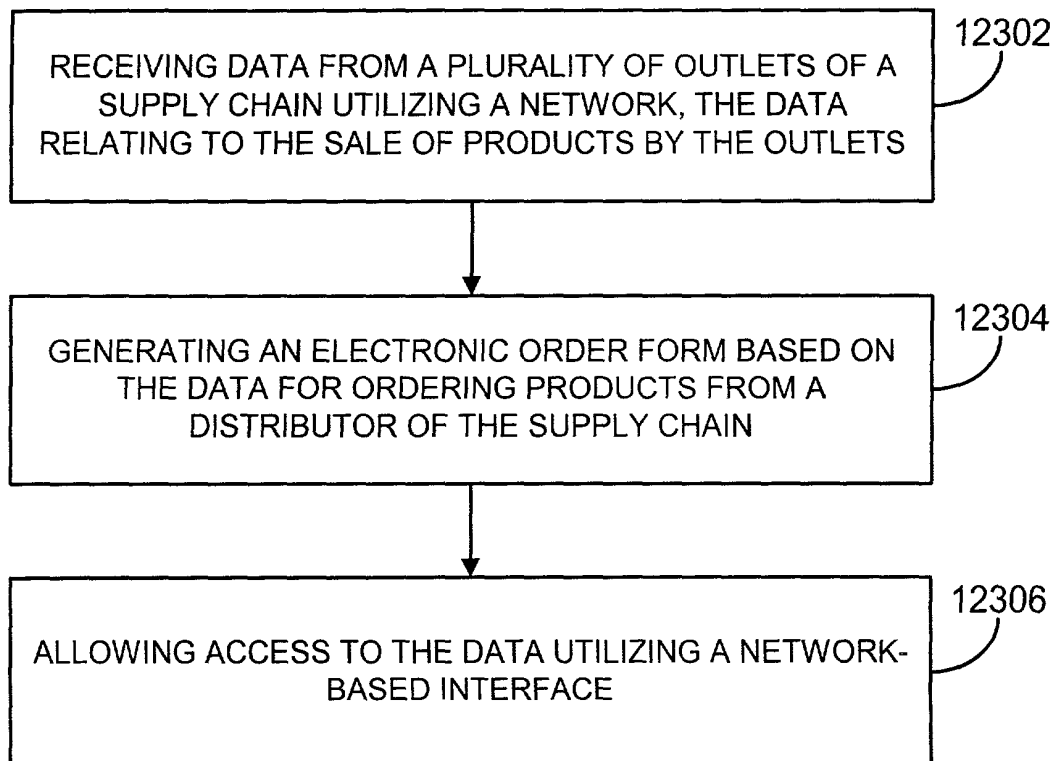 12302
RECEIVING DATA FROM A PLURALITY OF OUTLETS OF A
SUPPLY CHAIN UTILIZING A NETWORK, THE DATA
RELATING TO THE SALE OF PRODUCTS BY THE OUTLETS
12304
GENERATING AN ELECTRONIC ORDER FORM BASED ON
THE DATA FOR ORDERING PRODUCTS FROM A
DISTRIBUTOR OF THE SUPPLY CHAIN
12306
ALLOWING ACCESS TO THE DATA UTILIZING A NETWORK-
BASED INTERFACE